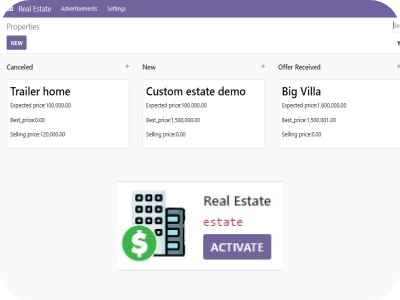 Real Estate Advertisements Settings
Properties
NEW
Canceled + New + Offer Received +
Trailer home
Expected price:100,000.00
Best_price:0.00
Selling price:120,000.00
Custom estate demo
Expected price:100,000.00
Best_price:1,500,000.00
Selling price:0.00
Big Villa
Expected price:1,600,000.00
Best_price:1,500,001.00
Selling price:0.00
Real Estate
estate
ACTIVATE
$